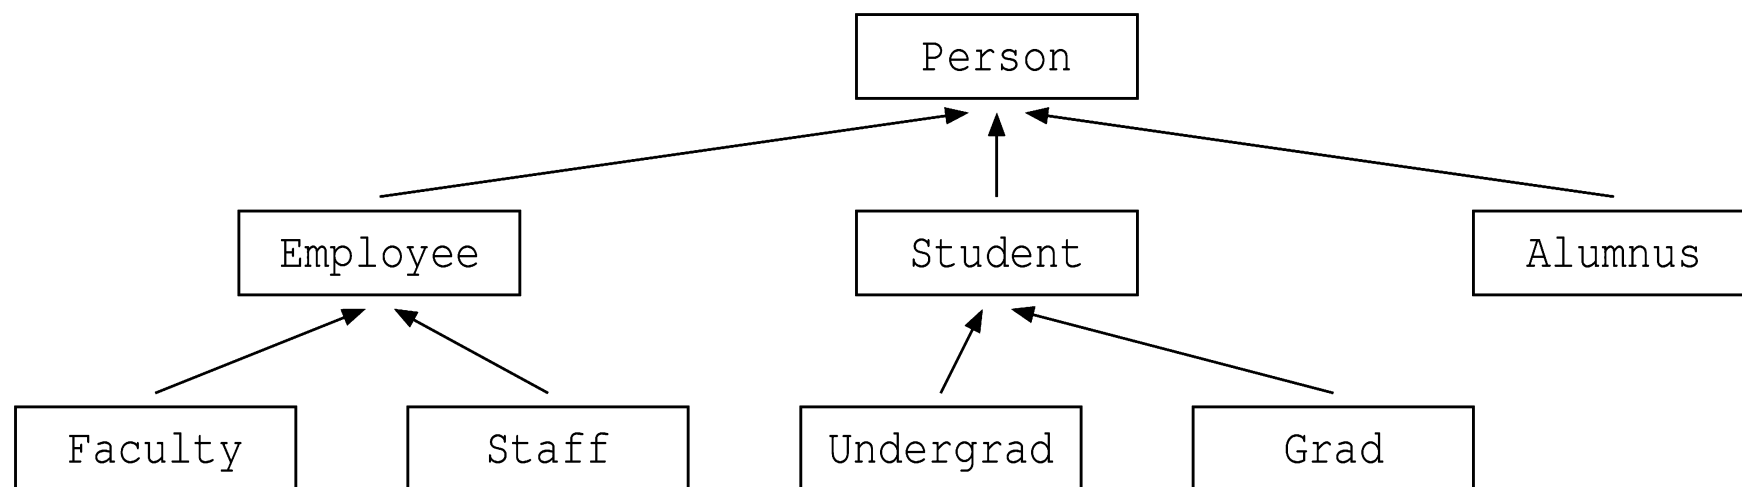 Person
Employee
Student
Alumnus
Faculty
Staff
Undergrad
Grad